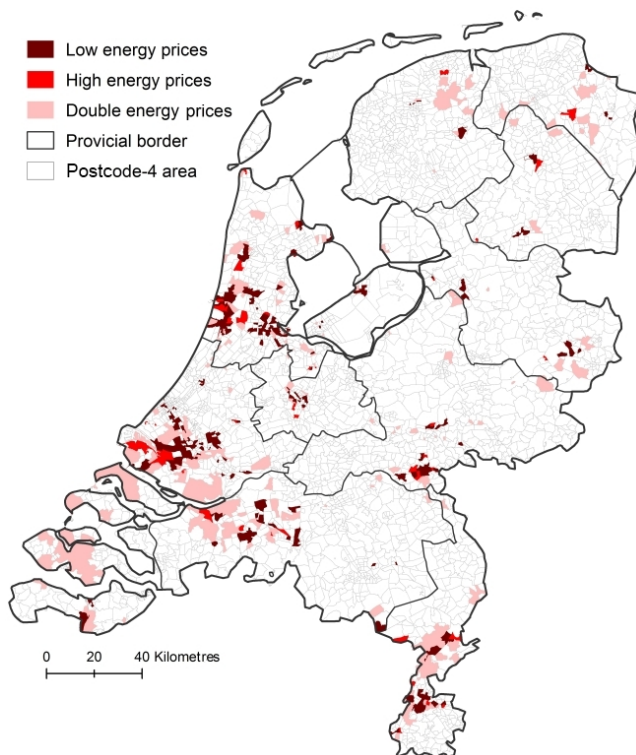 Low energy prices
High energy prices
Double energy prices
Provicial border
Postcode-4 area
0 20 40 Kilometres